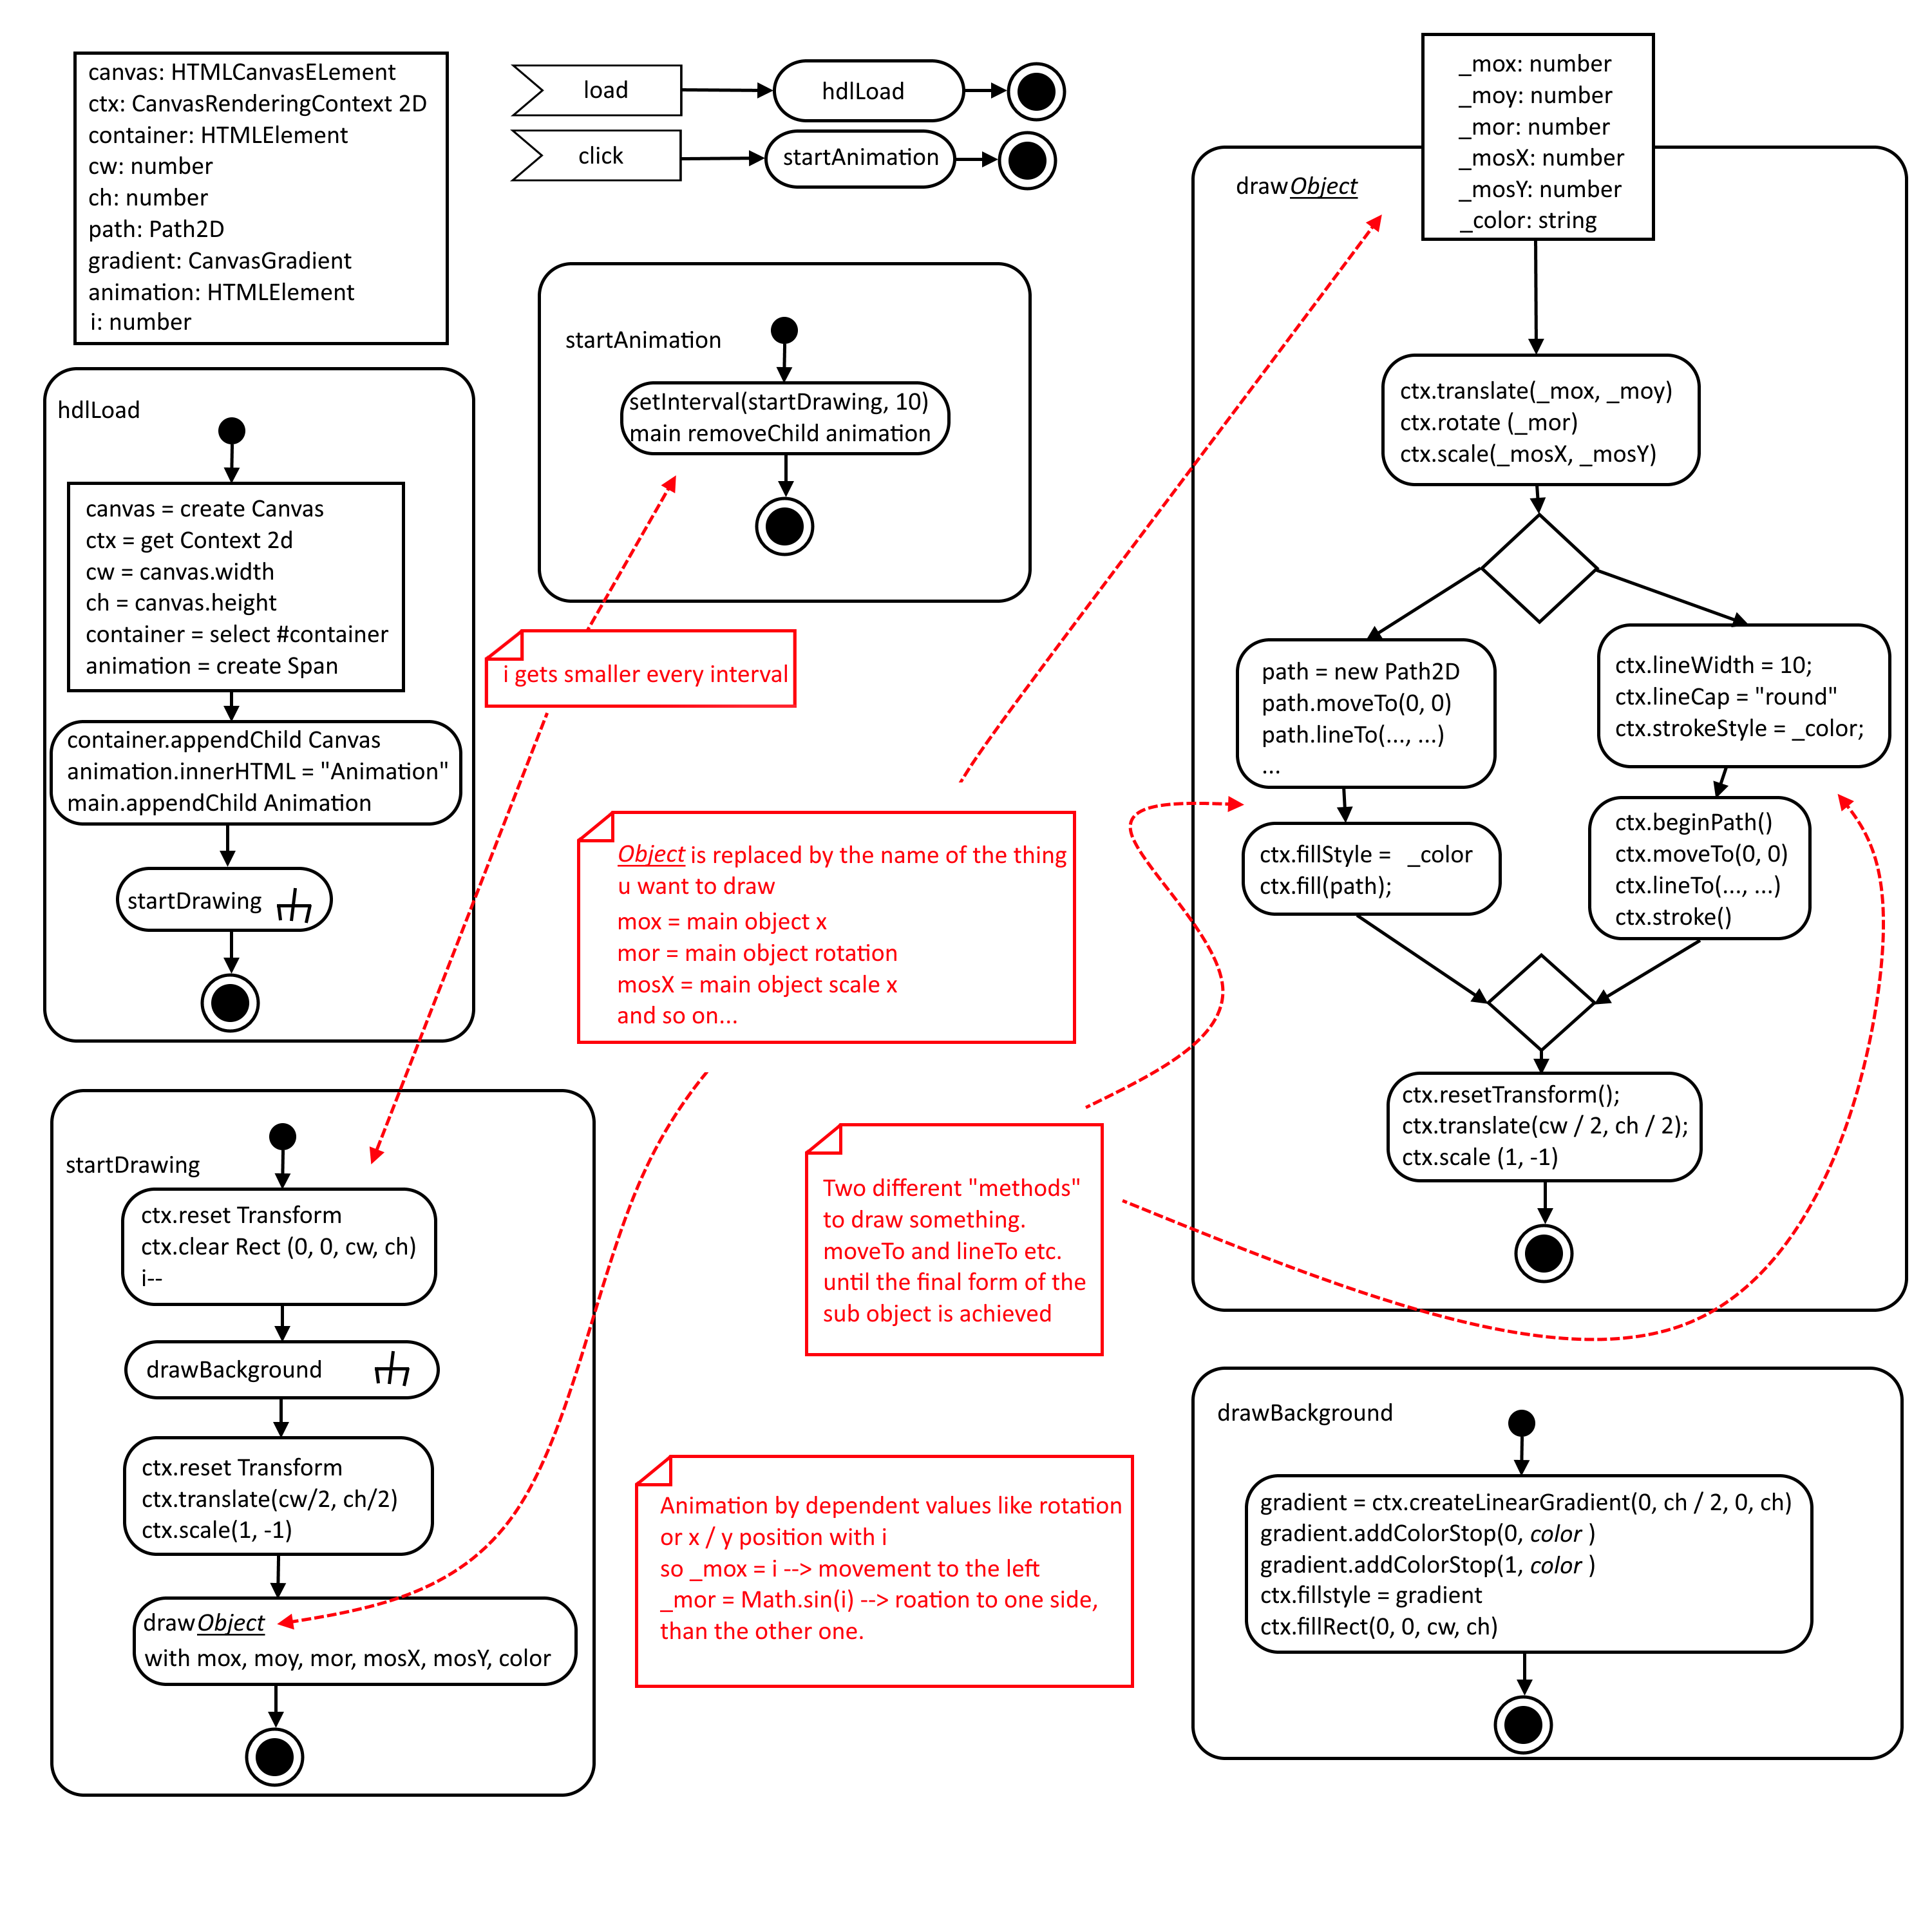 canvas: HTMLCanvasELement
ctx: CanvasRenderingContext 2D
container: HTMLElement
cw: number
ch: number
path: Path2D
gradient: CanvasGradient
animation: HTMLElement
i: number
load
hdlLoad
click
startAnimation
hdlLoad
canvas = create Canvas
ctx = get Context 2d
cw = canvas.width
ch = canvas.height
container = select #container
animation = create Span
container.appendChild Canvas
animation.innerHTML = "Animation"
main.appendChild Animation
startDrawing
startAnimation
setInterval(startDrawing, 10)
main removeChild animation
i gets smaller every interval
Object is replaced by the name of the thing
u want to draw
mox = main object x
mor = main object rotation
mosX = main object scale x
and so on...
Two different "methods"
to draw something.
moveTo and lineTo etc.
until the final form of the
sub object is achieved
Animation by dependent values like rotation
or x / y position with i
so _mox = i --> movement to the left
_mor = Math.sin(i) --> roation to one side,
than the other one.
startDrawing
ctx.reset Transform
ctx.clear Rect (0, 0, cw, ch)
i--
drawBackground
ctx.reset Transform
ctx.translate(cw/2, ch/2)
ctx.scale(1, -1)
drawObject
with mox, moy, mor, mosX, mosY, color
drawObject
_mox: number
_moy: number
_mor: number
_mosX: number
_mosY: number
_color: string
ctx.translate(_mox, _moy)
ctx.rotate (_mor)
ctx.scale(_mosX, _mosY)
path = new Path2D
path.moveTo(0, 0)
path.lineTo(..., ...)
...
ctx.fillStyle = _color
ctx.fill(path);
ctx.lineWidth = 10;
ctx.lineCap = "round"
ctx.strokeStyle = _color;
ctx.beginPath()
ctx.moveTo(0, 0)
ctx.lineTo(..., ...)
ctx.stroke()
ctx.resetTransform();
ctx.translate(cw / 2, ch / 2);
ctx.scale (1, -1)
drawBackground
gradient = ctx.createLinearGradient(0, ch / 2, 0, ch)
gradient.addColorStop(0, color )
gradient.addColorStop(1, color )
ctx.fillstyle = gradient
ctx.fillRect(0, 0, cw, ch)